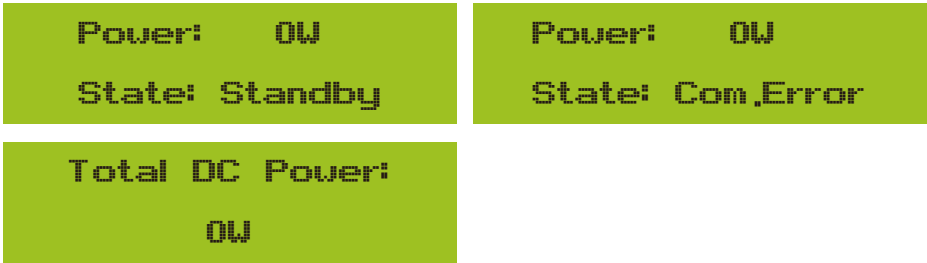 Power: 0W
State: Standby
Power: 0W
State: Com.Error
Total DC Power:
0W